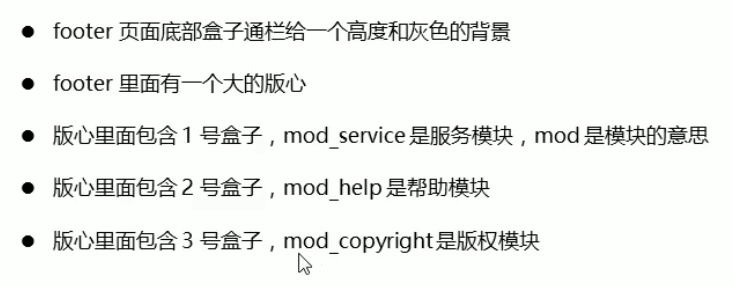 ● footer 页面底部盒子通栏给一个高度和灰色的背景
● footer 里面有一个大的版心
● 版心里面包含 1 号盒子，mod_service 是服务模块，mod 是模块的意思
● 版心里面包含 2 号盒子，mod_help 是帮助模块
● 版心里面包含 3 号盒子，mod_copyright 是版权模块